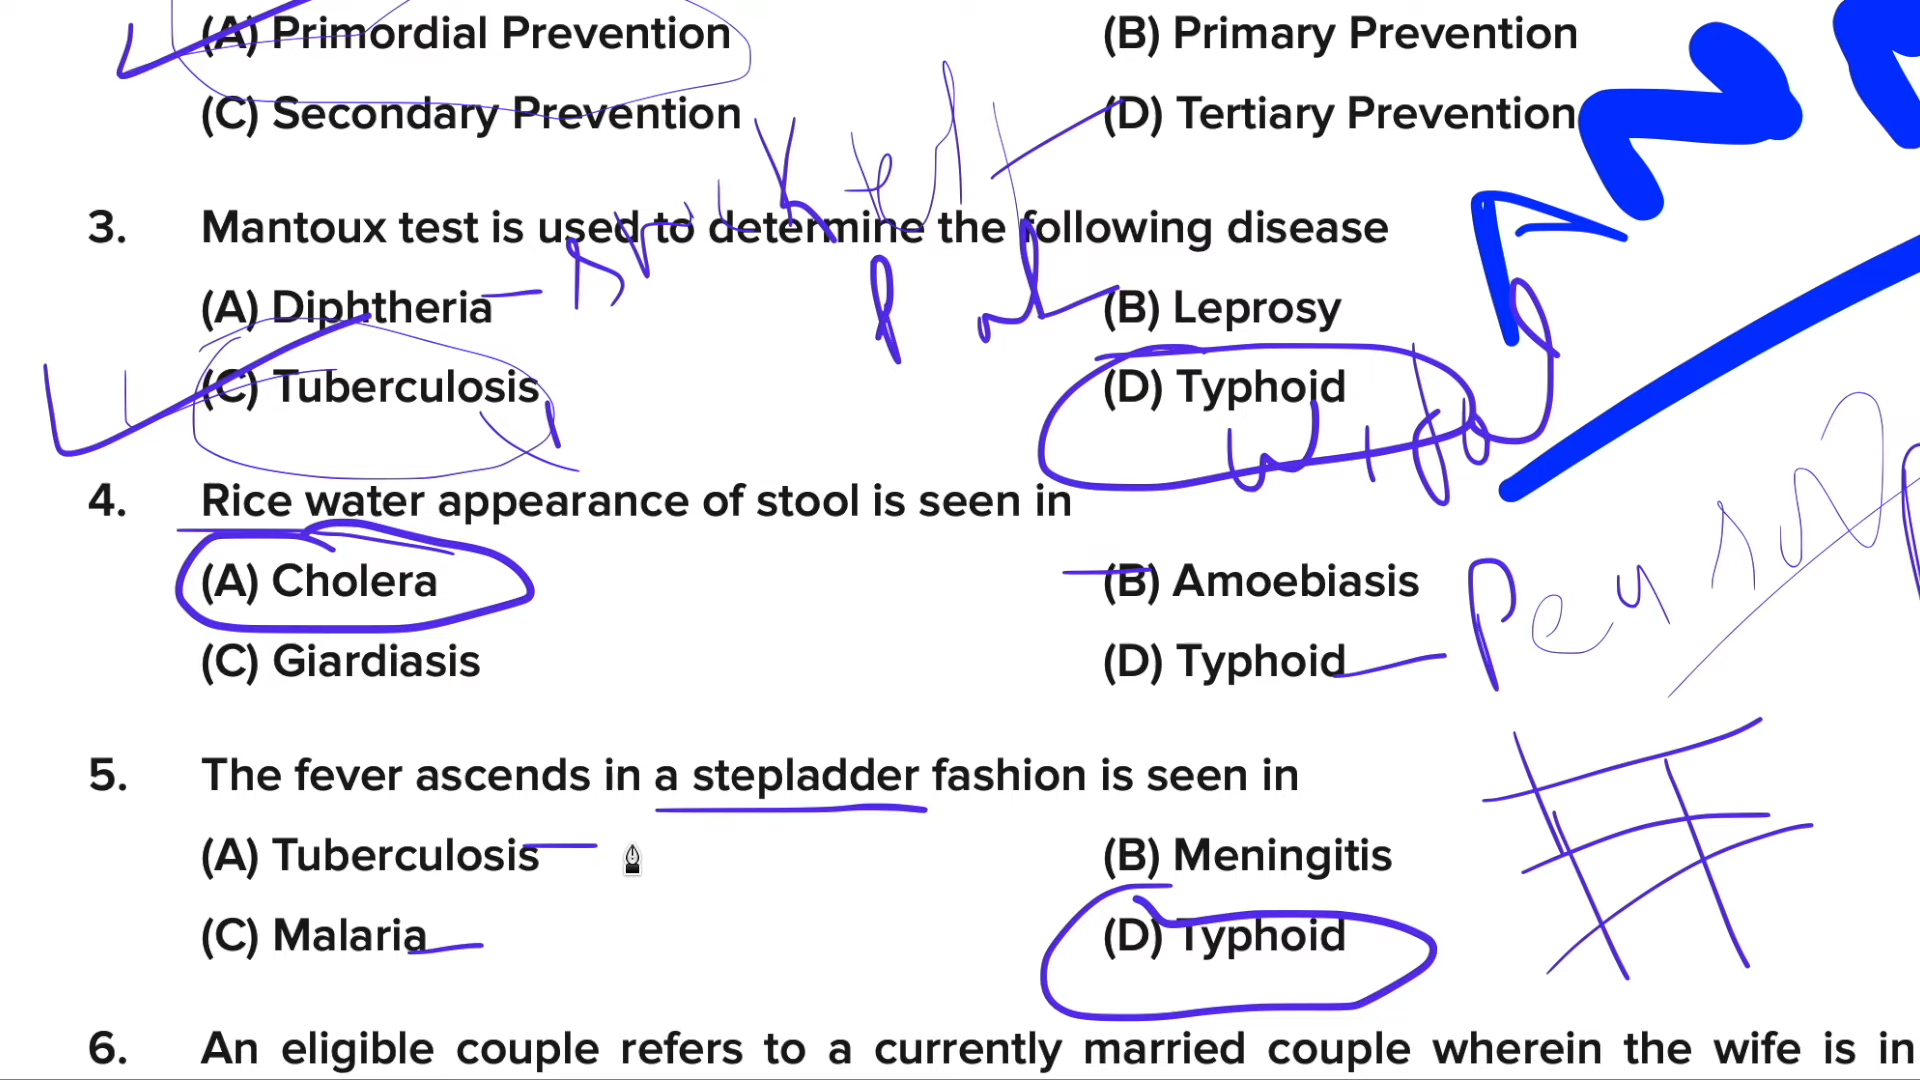 (A) Primordial Prevention (B) Primary Prevention
(C) Secondary Prevention (D) Tertiary Prevention
3. Mantoux test is used to determine the following disease
(A) Diphtheria (B) Leprosy
(C) Tuberculosis (D) Typhoid
4. Rice water appearance of stool is seen in
(A) Cholera (B) Amoebiasis
(C) Giardiasis (D) Typhoid
5. The fever ascends in a stepladder fashion is seen in
(A) Tuberculosis (B) Meningitis
(C) Malaria (D) Typhoid
6. An eligible couple refers to a currently married couple wherein the wife is in